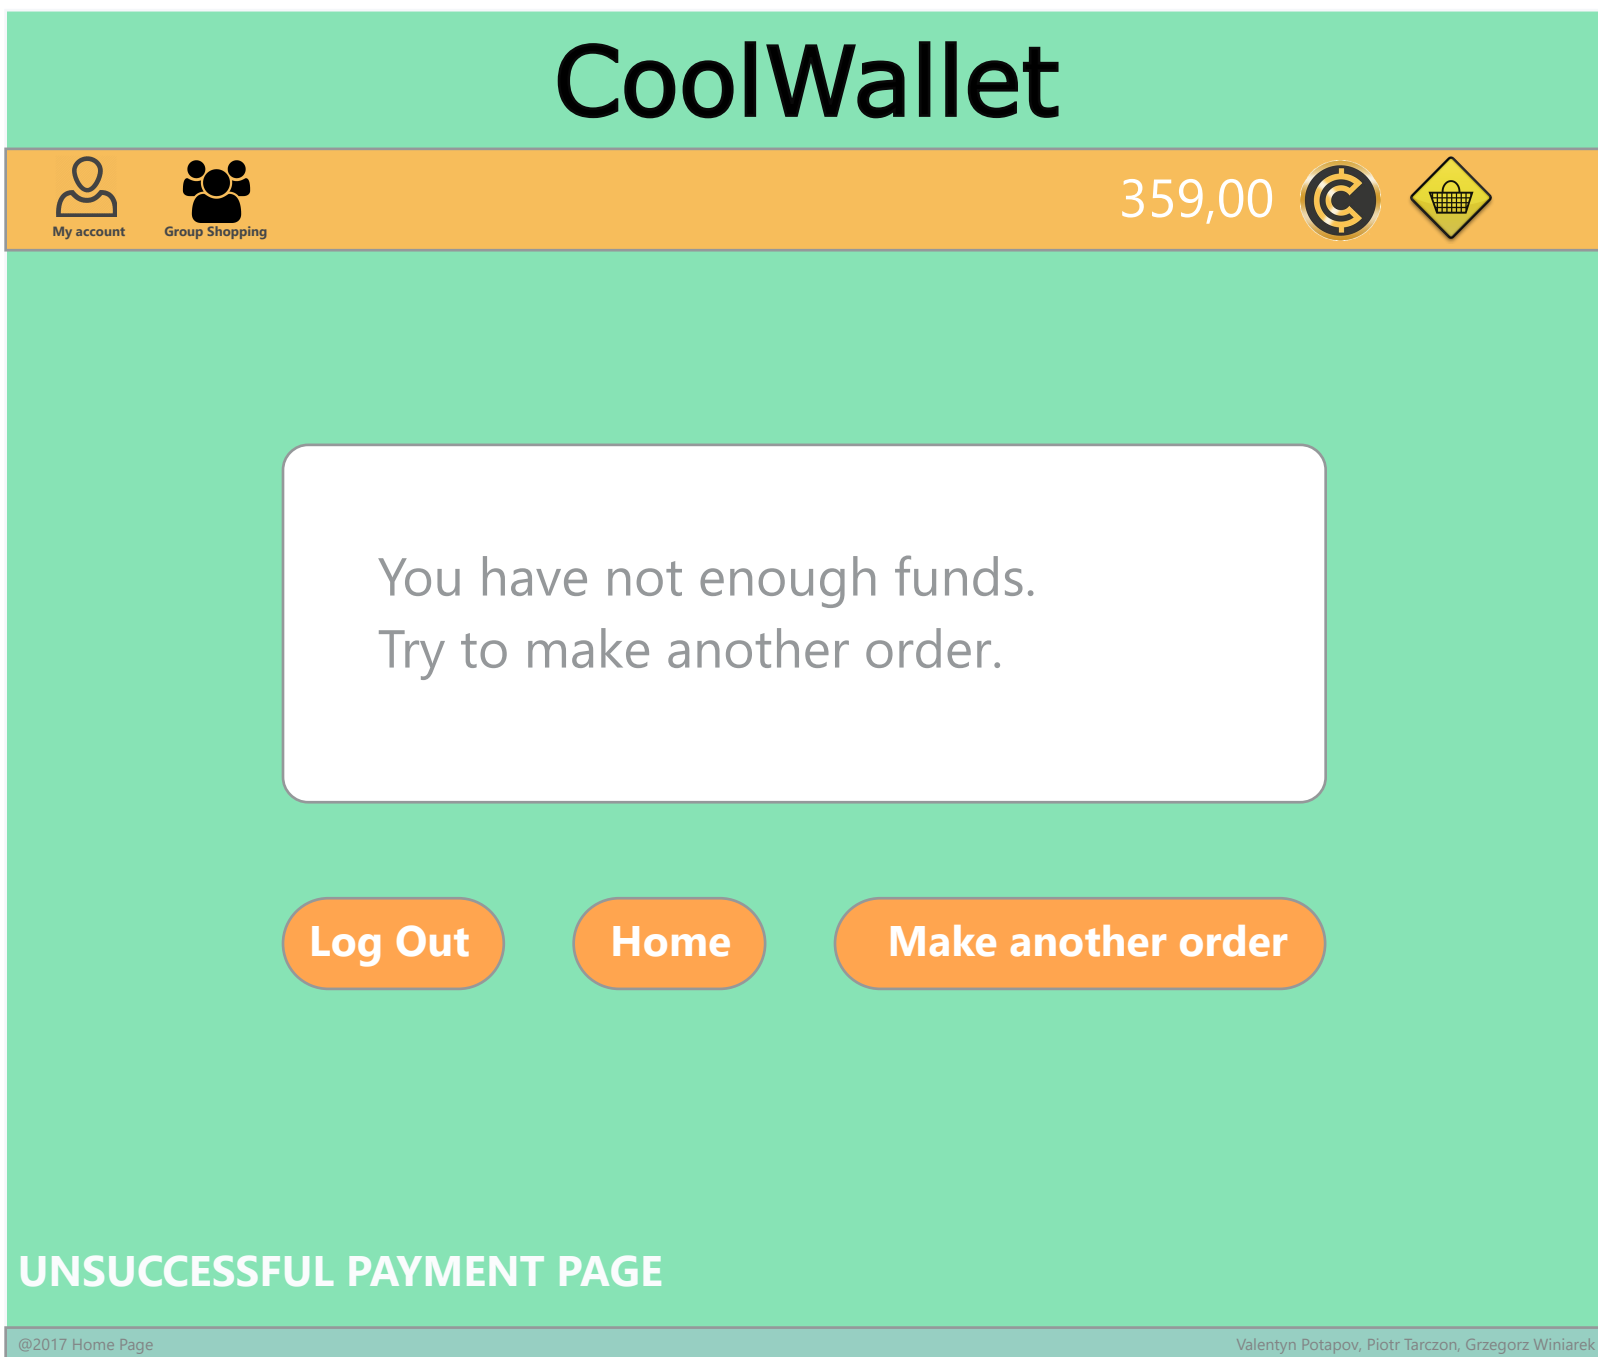 CoolWallet
My account
Group Shopping
359,00
You have not enough funds.
Try to make another order.
Log Out
Home
Make another order
UNSUCCESSFUL PAYMENT PAGE
@2017 Home Page
Valentyn Potapov, Piotr Tarczon, Grzegorz Winiarek